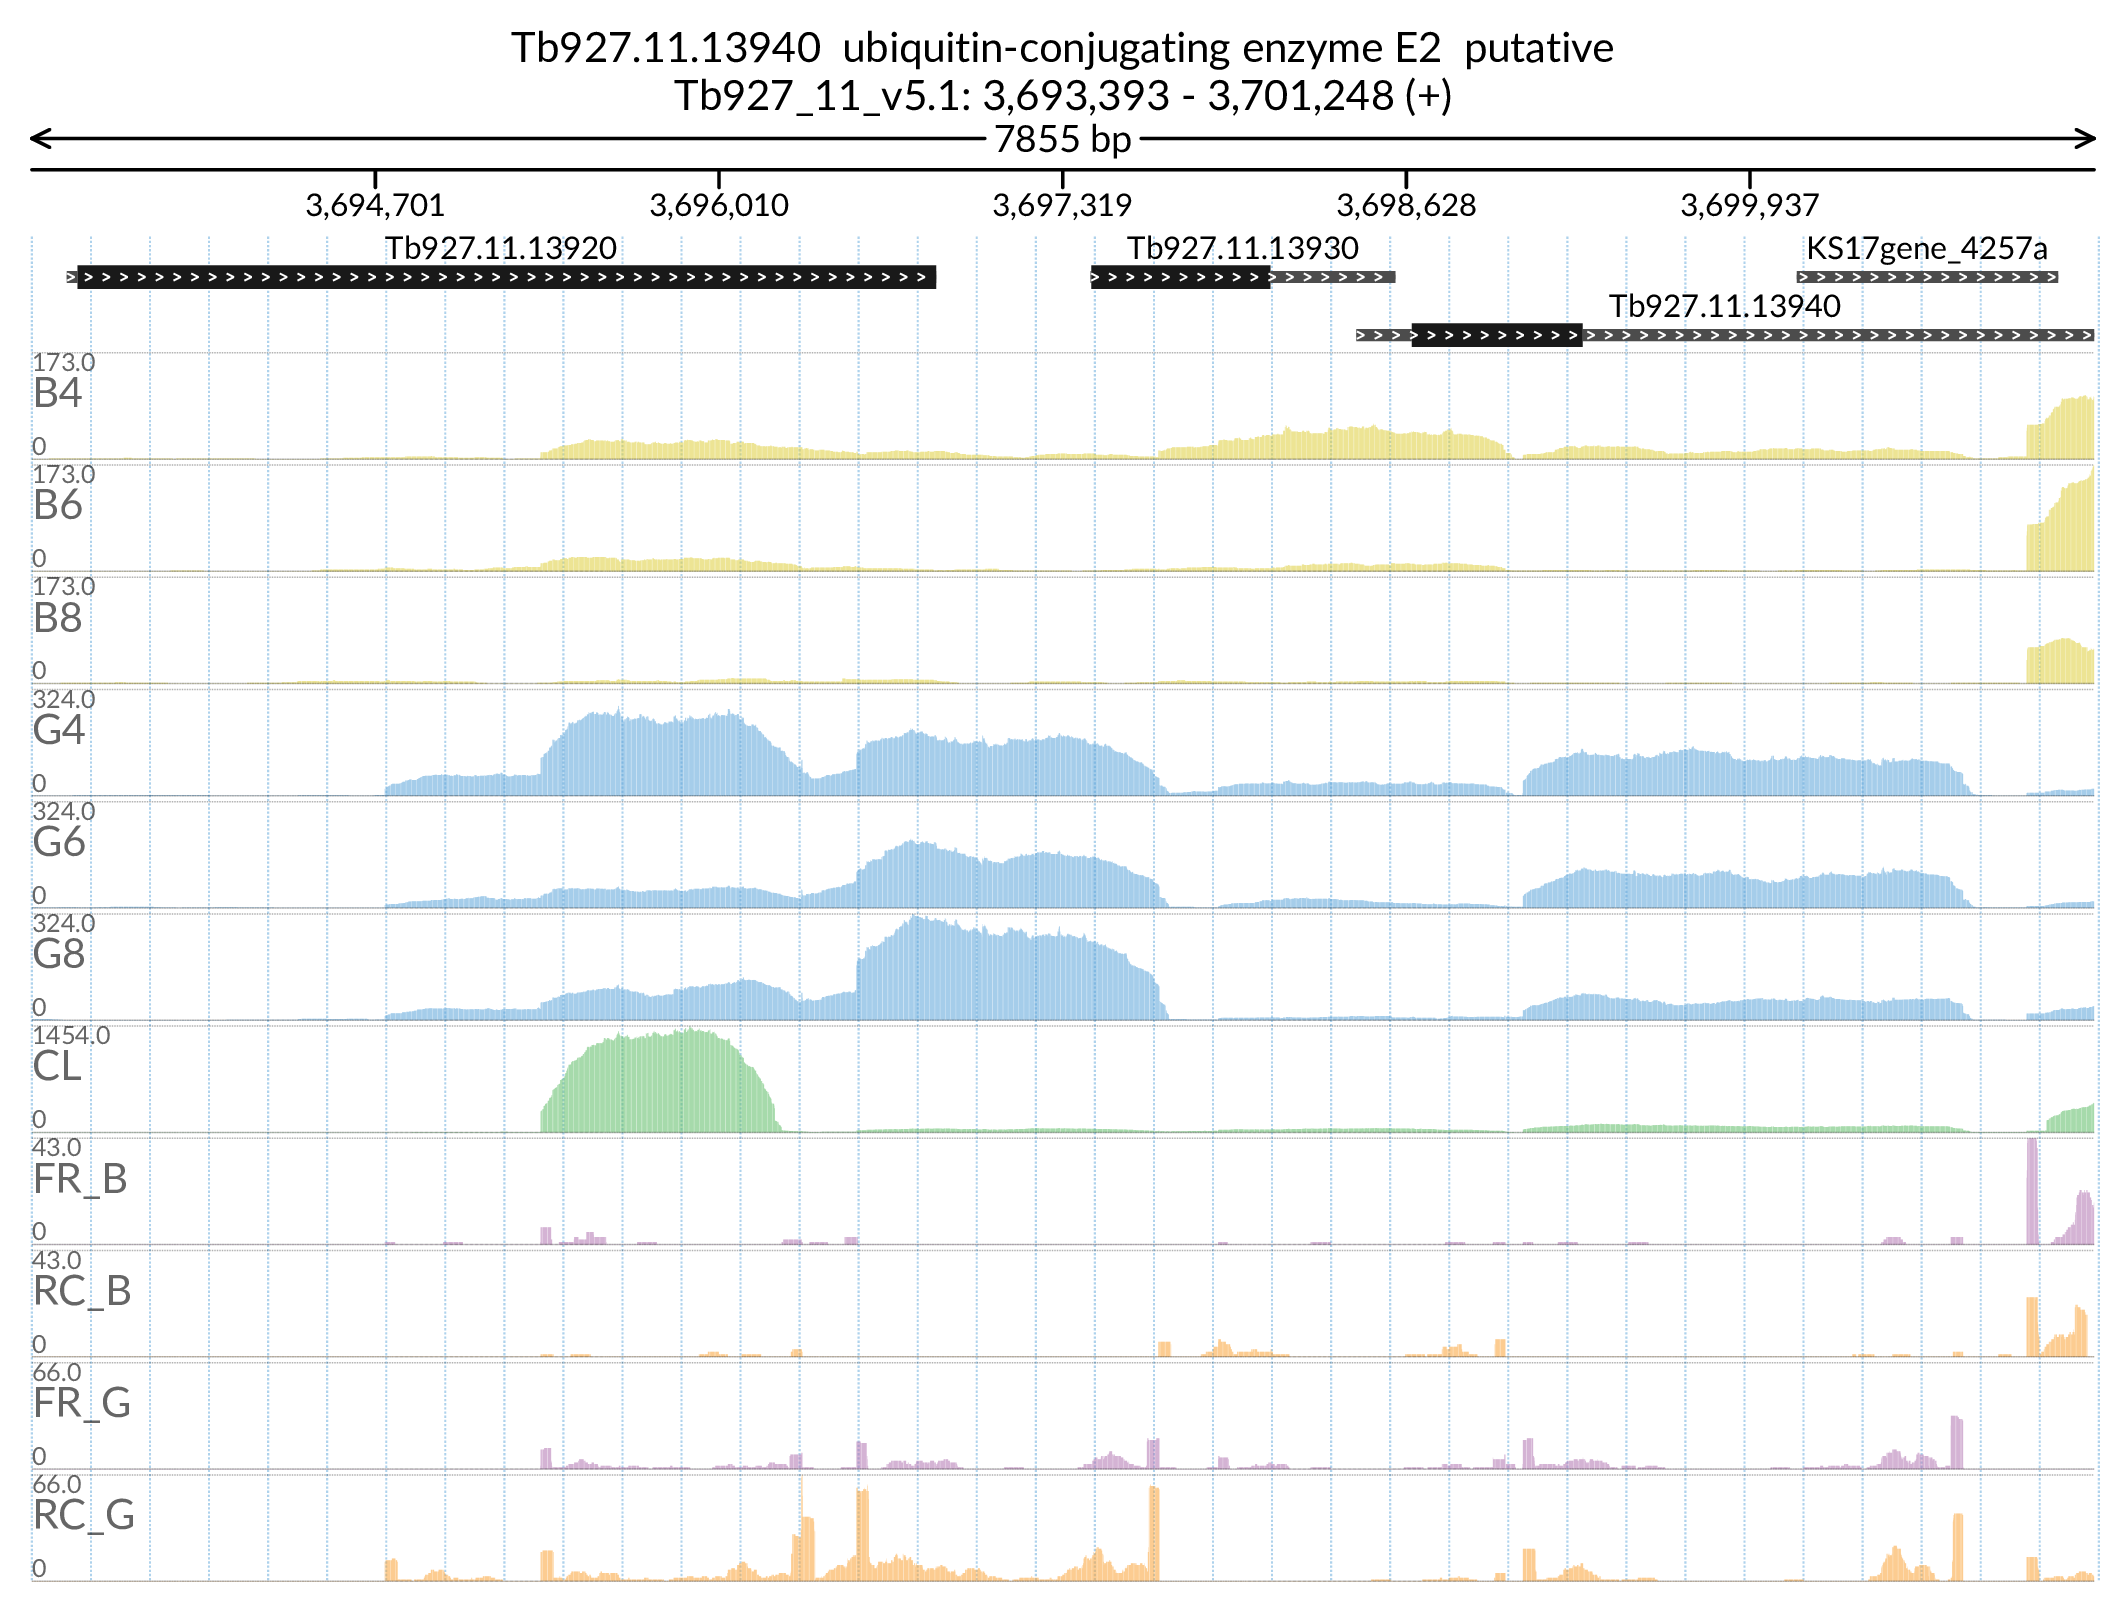 Tb927.11.13940  ubiquitin-conjugating enzyme E2  putative
Tb927_11_v5.1: 3,693,393 - 3,701,248 (+)
7855 bp
3,694,701 3,696,010 3,697,319 3,698,628 3,699,937
Tb927.11.13920 Tb927.11.13930 KS17gene_4257a
Tb927.11.13940
173.0
B4
0
173.0
B6
0
173.0
B8
0
324.0
G4
0
324.0
G6
0
324.0
G8
0
1454.0
CL
0
43.0
FR_B
0
43.0
RC_B
0
66.0
FR_G
0
66.0
RC_G
0